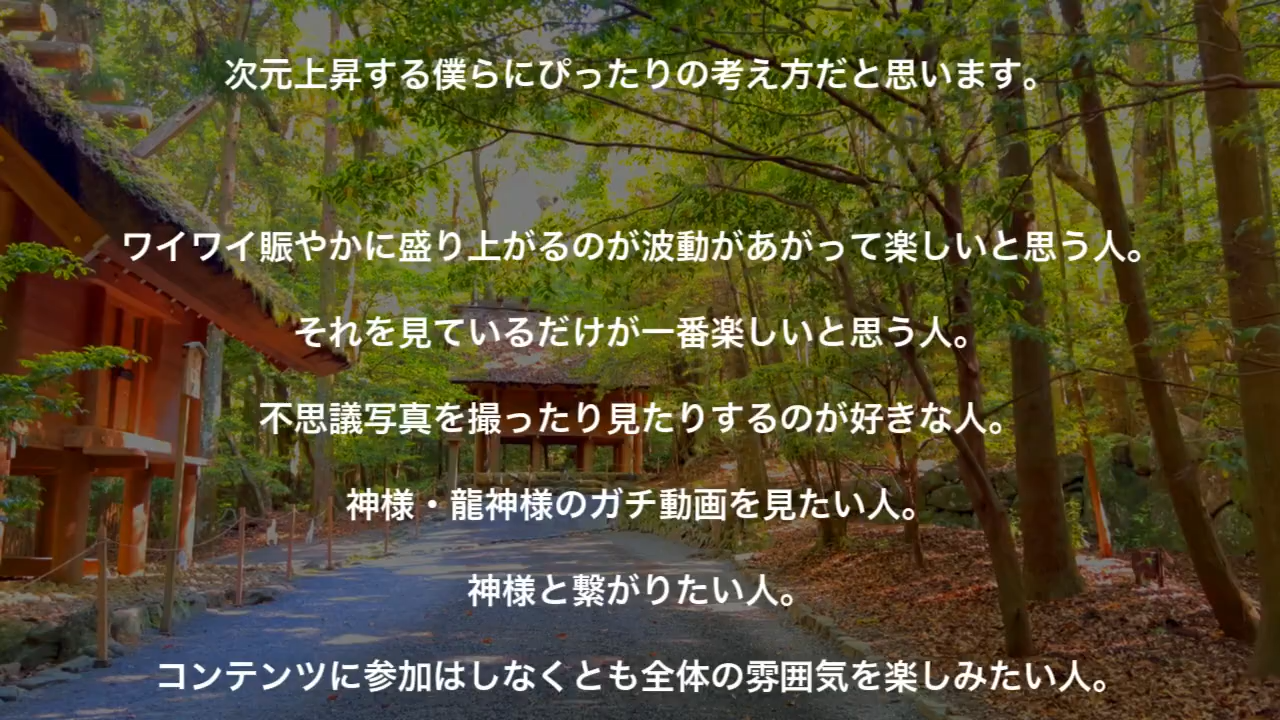 次元上昇する僕らにぴったりの考え方だと思います。
ワイワイ賑やかに盛り上がるのが波動があがって楽しいと思う人。
それを見ているだけが一番楽しいと思う人。
不思議写真を撮ったり見たりするのが好きな人。
神様・龍神様のガチ動画を見たい人。
神様と繋がりたい人。
コンテンツに参加はしなくとも全体の雰囲気を楽しみたい人。